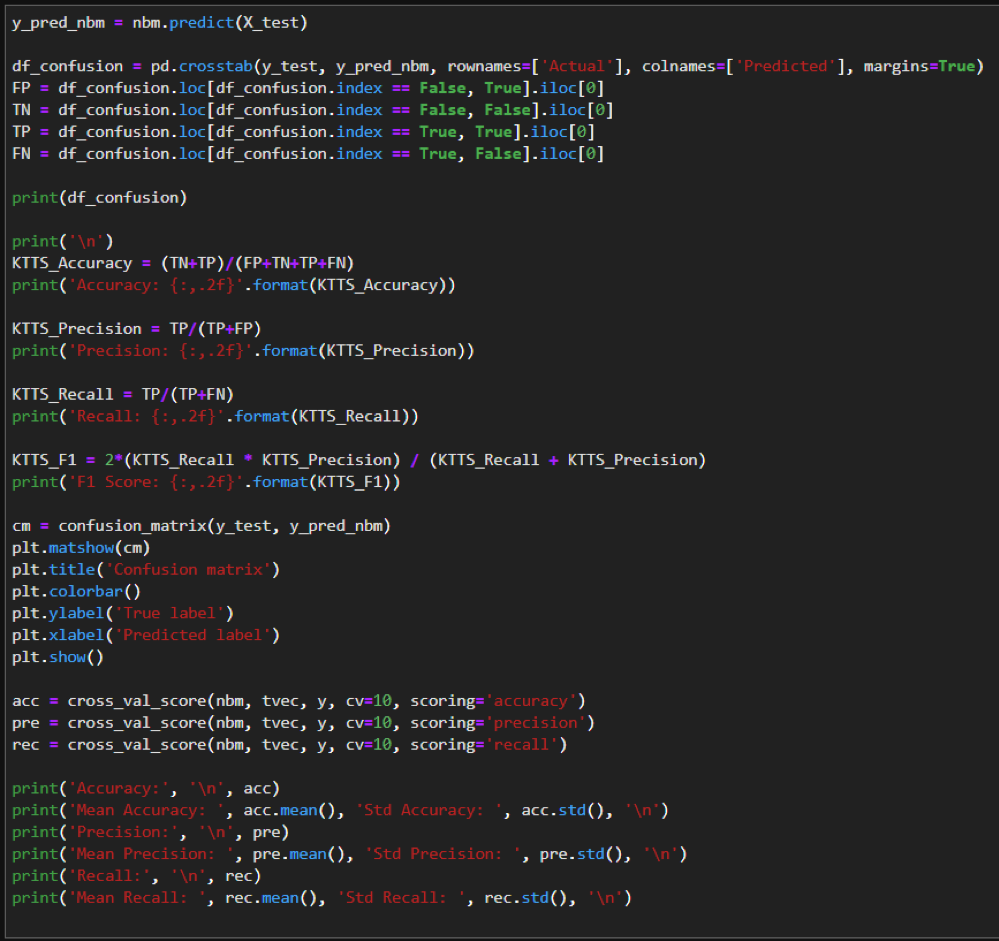 y_pred_nbm = nbm.predict(X_test)
df_confusion = pd.crosstab(y_test, y_pred_nbm, rownames=['Actual'], colnames=['Predicted'], margins=True)
FP = df_confusion.loc[df_confusion.index == False, True].iloc[0]
TN = df_confusion.loc[df_confusion.index == False, False].iloc[0]
TP = df_confusion.loc[df_confusion.index == True, True].iloc[0]
FN = df_confusion.loc[df_confusion.index == True, False].iloc[0]
print(df_confusion)
print('\n')
KTTS_Accuracy = (TN+TP)/(FP+TN+TP+FN)
print('Accuracy: {:,.2f}'.format(KTTS_Accuracy))
KTTS_Precision = TP/(TP+FP)
print('Precision: {:,.2f}'.format(KTTS_Precision))
KTTS_Recall = TP/(TP+FN)
print('Recall: {:,.2f}'.format(KTTS_Recall))
KTTS_F1 = 2*(KTTS_Recall * KTTS_Precision) / (KTTS_Recall + KTTS_Precision)
print('F1 Score: {:,.2f}'.format(KTTS_F1))
cm = confusion_matrix(y_test, y_pred_nbm)
plt.matshow(cm)
plt.title('Confusion matrix')
plt.colorbar()
plt.ylabel('True label')
plt.xlabel('Predicted label')
plt.show()
acc = cross_val_score(nbm, tvec, y, cv=10, scoring='accuracy')
pre = cross_val_score(nbm, tvec, y, cv=10, scoring='precision')
rec = cross_val_score(nbm, tvec, y, cv=10, scoring='recall')
print('Accuracy:', '\n', acc)
print('Mean Accuracy: ', acc.mean(), 'Std Accuracy: ', acc.std(), '\n')
print('Precision:', '\n', pre)
print('Mean Precision: ', pre.mean(), 'Std Precision: ', pre.std(), '\n')
print('Recall:', '\n', rec)
print('Mean Recall: ', rec.mean(), 'Std Recall: ', rec.std(), '\n')